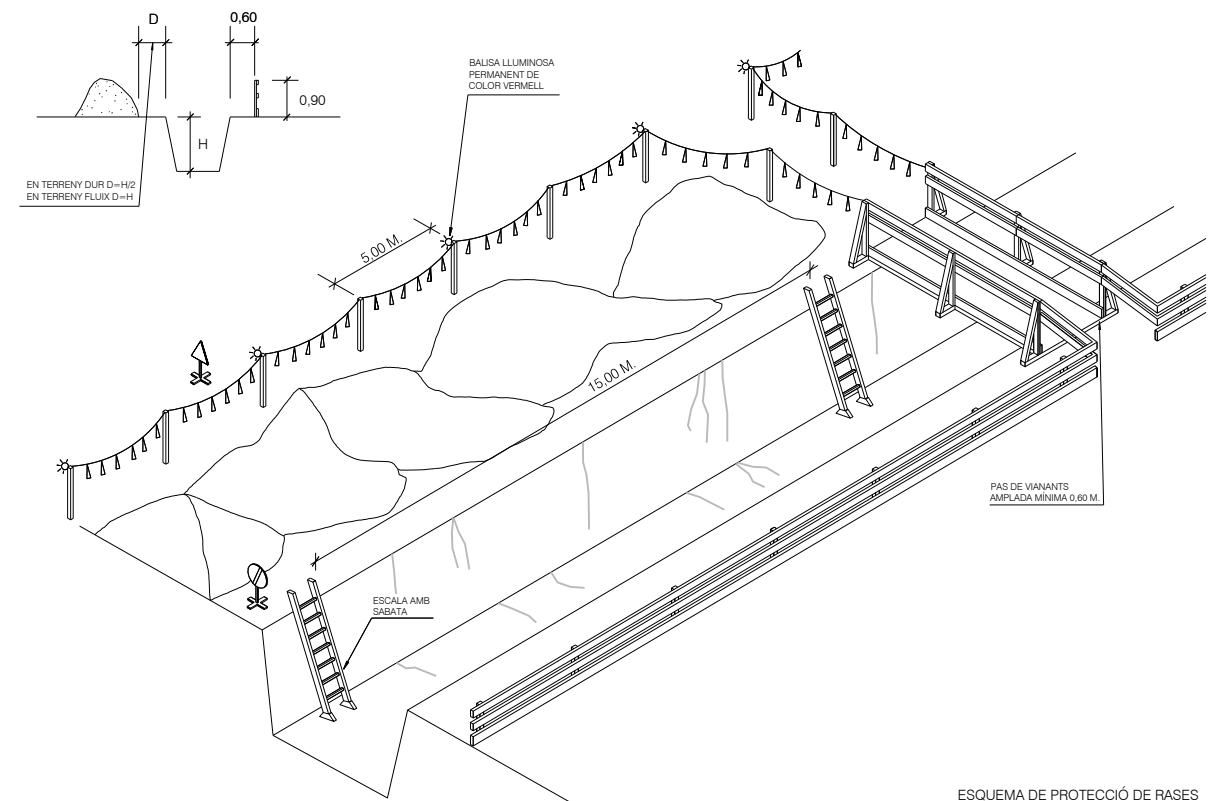 D
0,60
0,90
H
EN TERRENY DUR D=H/2
EN TERRENY FLUIX D=H
BALISA LLUMINOSA
PERMANENT DE
COLOR VERMELL
5,00 M.
15,00 M.
PAS DE VIANANTS
AMPLADA MÍNIMA 0,60 M.
ESCALA AMB
SABATA
ESQUEMA DE PROTECCIÓ DE RASES